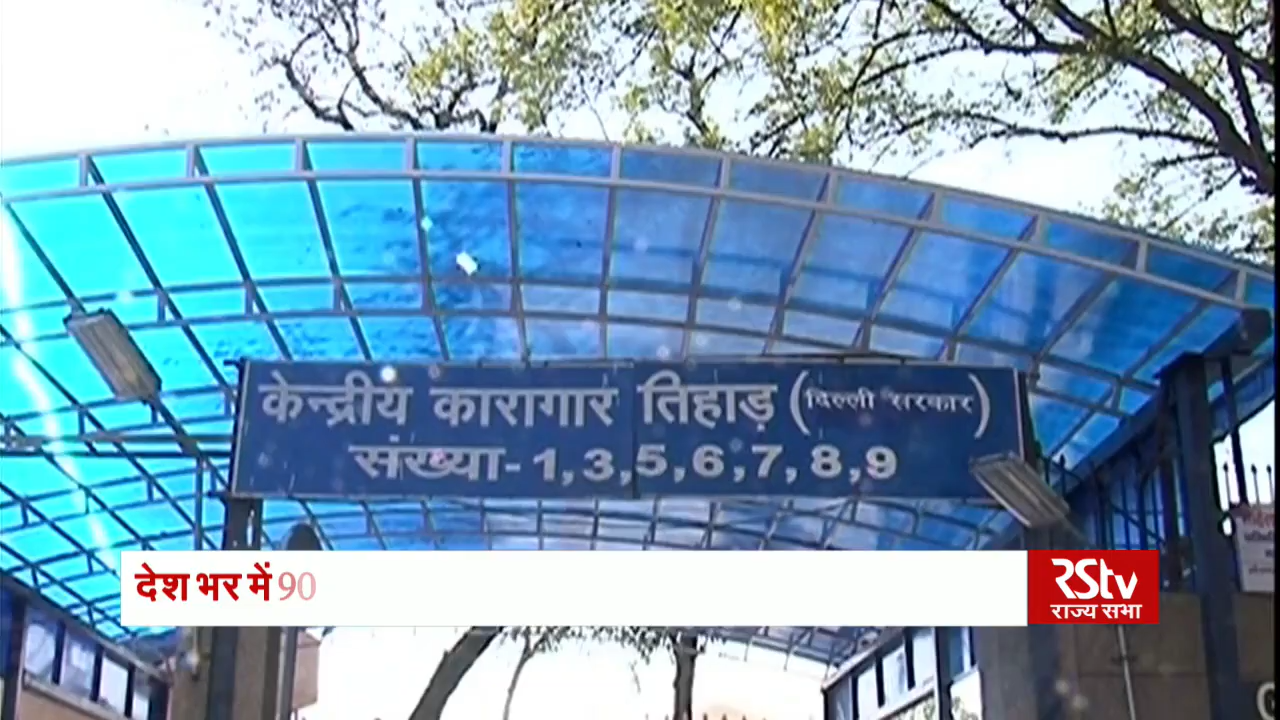 केन्द्रीय कारागार तिहाड़ (दिल्ली सरकार)
संख्या-1,3,5,6,7,8,9
देश भर में 90
RSTV
राज्य सभा